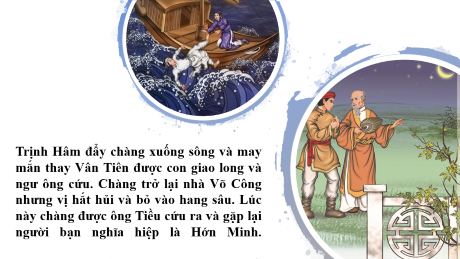 Trịnh Hâm đẩy chàng xuống sông và may
mắn thay Vân Tiên được con giao long và
ngư ông cứu. Chàng trở lại nhà Võ Công
nhưng vị hắt hủi và bỏ vào hang sâu. Lúc
này chàng được ông Tiều cứu ra và gặp lại
người bạn nghĩa hiệp là Hớn Minh.